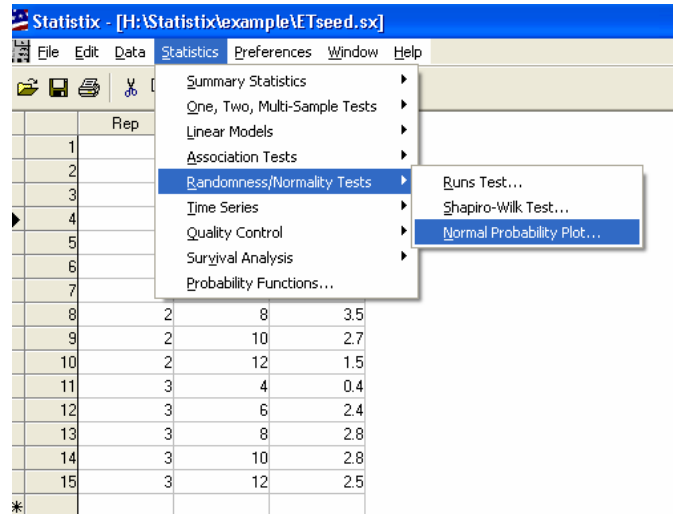 Statistix - [H:\Statistix\example\ETseed.sx]
File Edit Data Statistics Preferences Window Help
Rep
Summary Statistics
One, Two, Multi-Sample Tests
Linear Models
Association Tests
Randomness/Normality Tests
Time Series
Quality Control
Survival Analysis
Probability Functions...
Runs Test...
Shapiro-Wilk Test...
Normal Probability Plot...
1
2
3
4
5
6
7
8 2 8 3.5
9 2 10 2.7
10 2 12 1.5
11 3 4 0.4
12 3 6 2.4
13 3 8 2.8
14 3 10 2.8
15 3 12 2.5
*